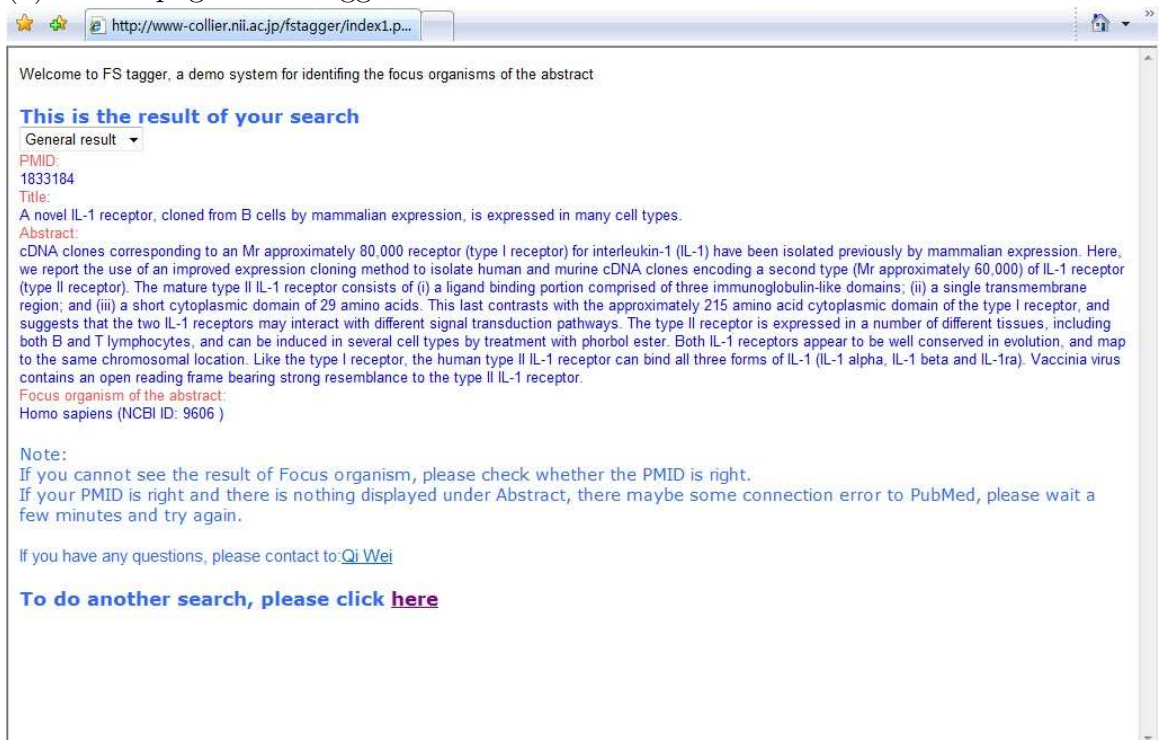 http://www-collier.nii.ac.jp/fstagger/index1.p...
Welcome to FS tagger, a demo system for identifing the focus organisms of the abstract
This is the result of your search
General result
PMID:
1833184
Title:
A novel IL-1 receptor, cloned from B cells by mammalian expression, is expressed in many cell types.
Abstract:
cDNA clones corresponding to an Mr approximately 80,000 receptor (type I receptor) for interleukin-1 (IL-1) have been isolated previously by mammalian expression. Here,
we report the use of an improved expression cloning method to isolate human and murine cDNA clones encoding a second type (Mr approximately 60,000) of IL-1 receptor
(type II receptor). The mature type II IL-1 receptor consists of (i) a ligand binding portion comprised of three immunoglobulin-like domains; (ii) a single transmembrane
region; and (iii) a short cytoplasmic domain of 29 amino acids. This last contrasts with the approximately 215 amino acid cytoplasmic domain of the type I receptor, and
suggests that the two IL-1 receptors may interact with different signal transduction pathways. The type II receptor is expressed in a number of different tissues, including
both B and T lymphocytes, and can be induced in several cell types by treatment with phorbol ester. Both IL-1 receptors appear to be well conserved in evolution, and map
to the same chromosomal location. Like the type I receptor, the human type II IL-1 receptor can bind all three forms of IL-1 (IL-1 alpha, IL-1 beta and IL-1ra). Vaccinia virus
contains an open reading frame bearing strong resemblance to the type II IL-1 receptor.
Focus organism of the abstract:
Homo sapiens (NCBI ID: 9606 )
Note:
If you cannot see the result of Focus organism, please check whether the PMID is right.
If your PMID is right and there is nothing displayed under Abstract, there maybe some connection error to PubMed, please wait a
few minutes and try again.
If you have any questions, please contact to:Qi Wei
To do another search, please click here